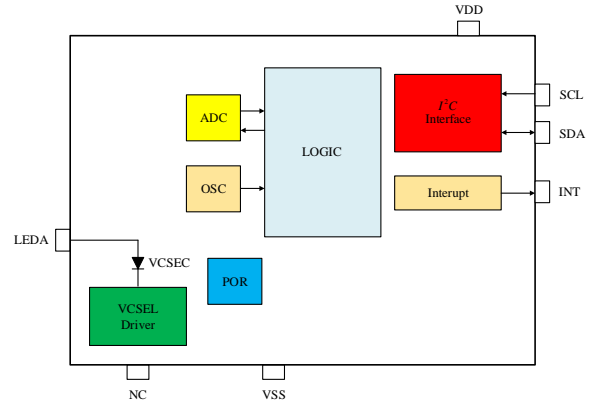 VDD
ADC
LOGIC
I²C
Interface
SCL
SDA
OSC
Interupt
INT
LEDA
VCSEC
POR
VCSEL
Driver
NC
VSS